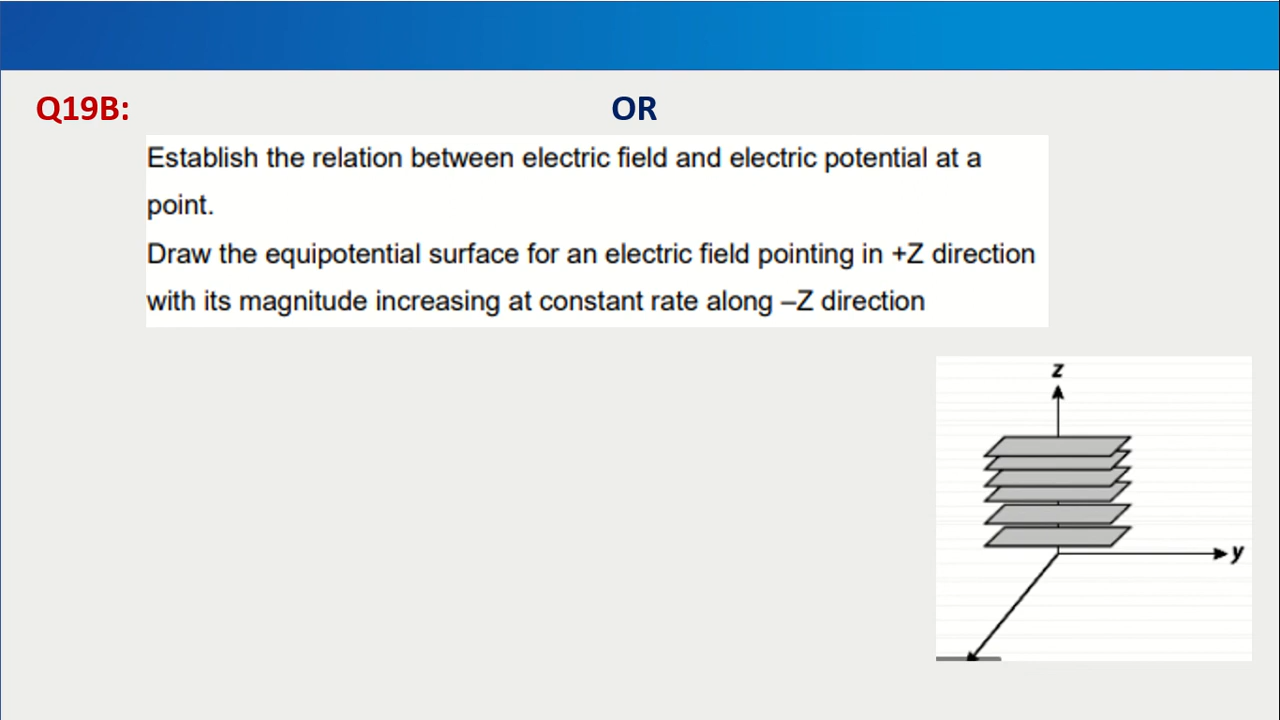 Q19B:
OR
Establish the relation between electric field and electric potential at a
point.
Draw the equipotential surface for an electric field pointing in +Z direction
with its magnitude increasing at constant rate along –Z direction
z
y